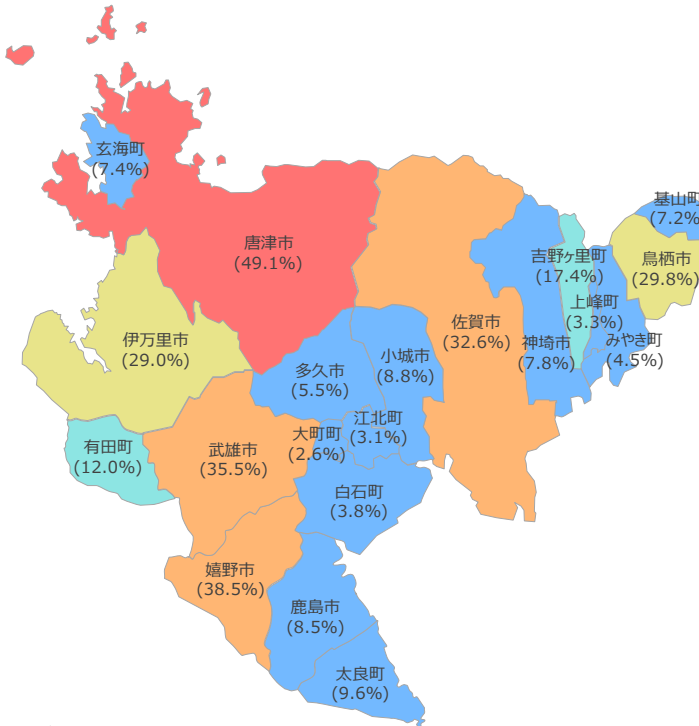 玄海町
(7.4%)
基山町
(7.2%
唐津市
(49.1%)
吉野ヶ里町
(17.4%)
鳥栖市
(29.8%)
上峰町
(3.3%)
佐賀市
(32.6%)
神埼市
(7.8%)
みやき町
(4.5%)
伊万里市
(29.0%)
多久市
(5.5%)
小城市
(8.8%)
江北町
(3.1%)
大町町
(2.6%)
有田町
(12.0%)
武雄市
(35.5%)
白石町
(3.8%)
嬉野市
(38.5%)
鹿島市
(8.5%)
太良町
(9.6%)